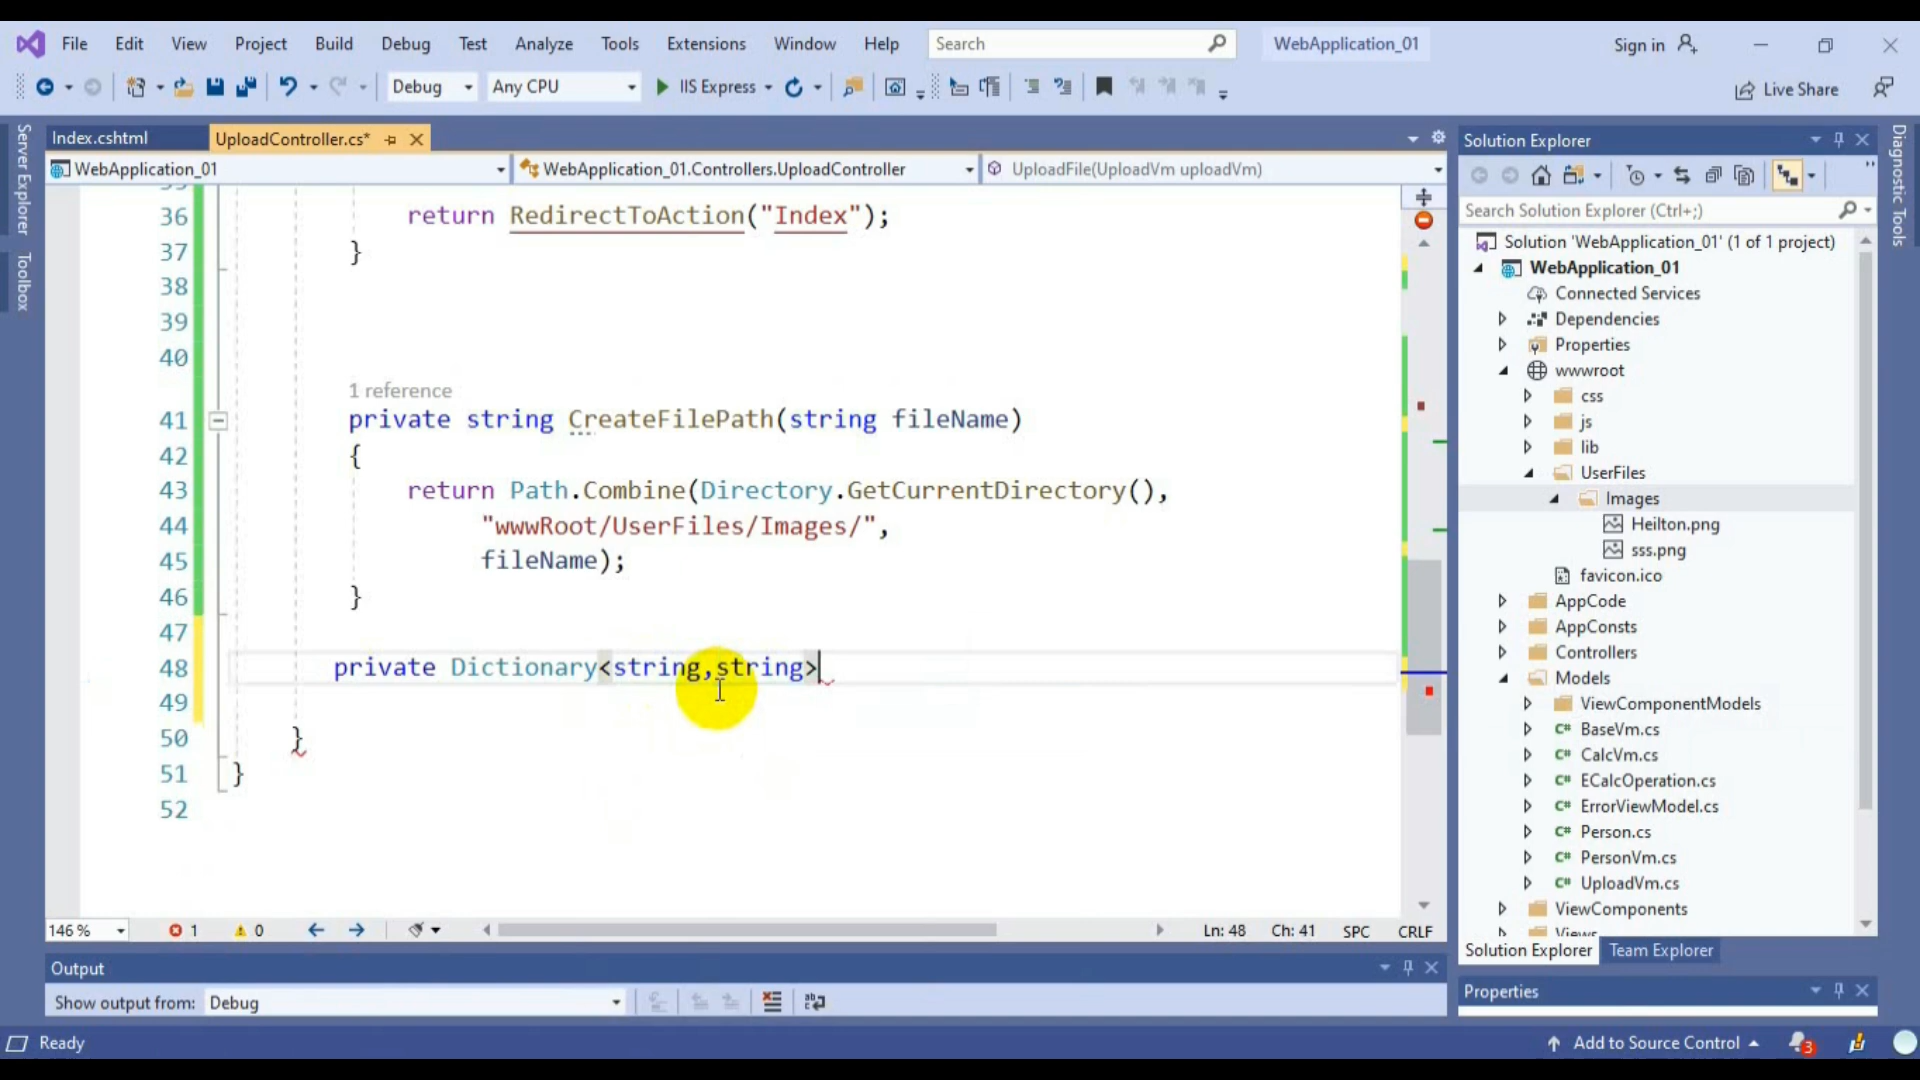 File Edit View Project Build Debug Test Analyze Tools Extensions Window Help Search WebApplication_01 Sign in
Debug Any CPU IIS Express Live Share
Index.cshtml UploadController.cs*
WebApplication_01 WebApplication_01.Controllers.UploadController UploadFile(UploadVm uploadVm)
Server Explorer
Toolbox
36 return RedirectToAction("Index");
37 }
38
39
40
1 reference
41 private string CreateFilePath(string fileName)
42 {
43 return Path.Combine(Directory.GetCurrentDirectory(),
44 "wwwRoot/UserFiles/Images/",
45 fileName);
46 }
47
48 private Dictionary<string,string>
49
50 }
51 }
52
146 % 1 0 Ln: 48 Ch: 41 SPC CRLF
Output
Show output from: Debug
Solution Explorer
Search Solution Explorer (Ctrl+;)
Solution 'WebApplication_01' (1 of 1 project)
WebApplication_01
Connected Services
Dependencies
Properties
wwwroot
css
js
lib
UserFiles
Images
Heilton.png
sss.png
favicon.ico
AppCode
AppConsts
Controllers
Models
ViewComponentModels
BaseVm.cs
CalcVm.cs
ECalcOperation.cs
ErrorViewModel.cs
Person.cs
PersonVm.cs
UploadVm.cs
ViewComponents
Views
Solution Explorer Team Explorer
Properties
Diagnostic Tools
Ready Add to Source Control 3